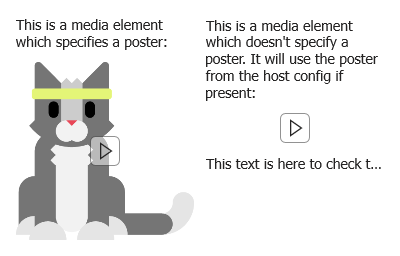 This is a media element
which specifies a poster:
This is a media element
which doesn't specify a
poster. It will use the poster
from the host config if
present:
This text is here to check t...